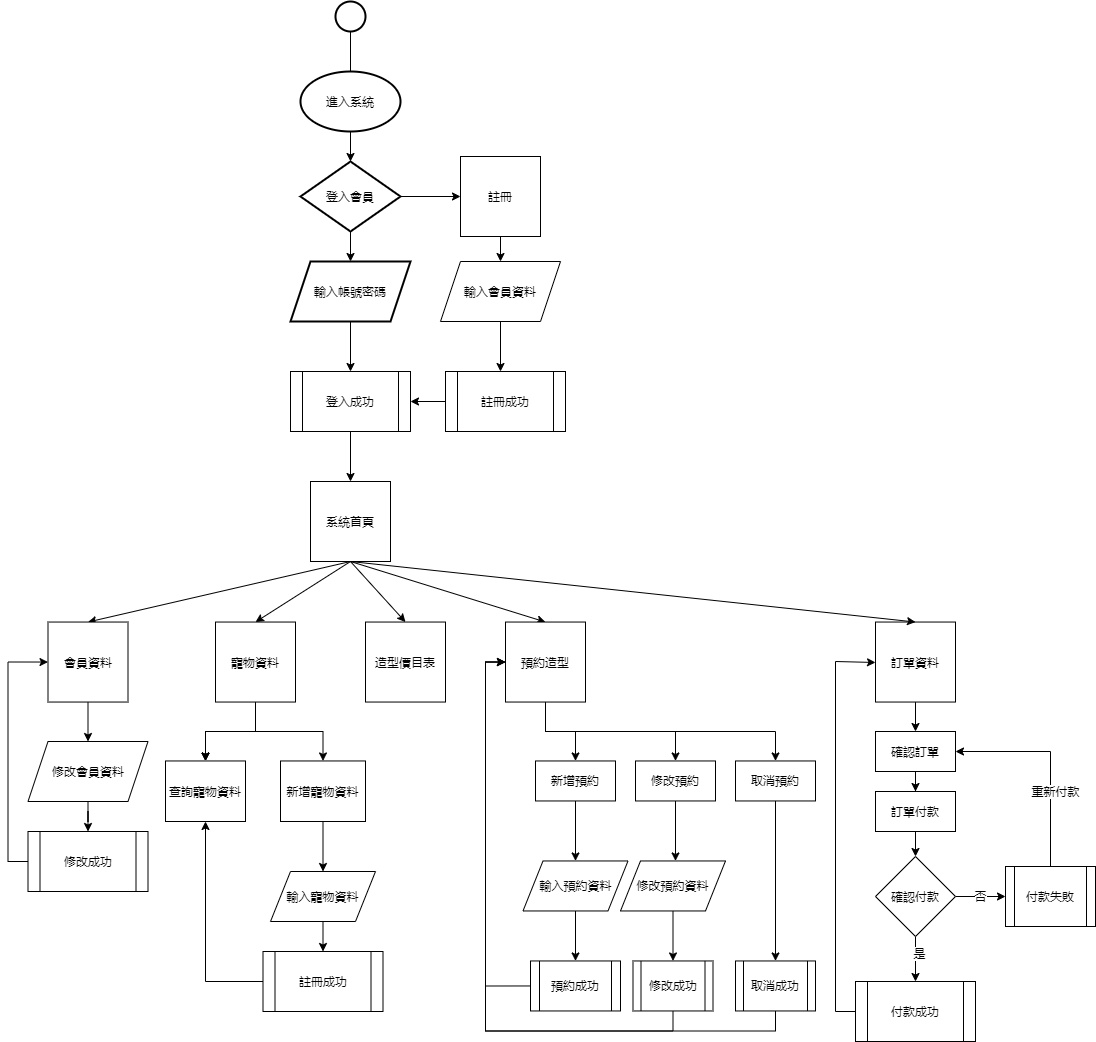 進入系統
登入會員
註冊
輸入帳號密碼
輸入會員資料
登入成功
註冊成功
系統首頁
會員資料
寵物資料
造型價目表
預約造型
訂單資料
修改會員資料
查詢寵物資料
新增寵物資料
新增預約
修改預約
取消預約
確認訂單
重新付款
訂單付款
修改成功
輸入寵物資料
輸入預約資料
修改預約資料
確認付款
否
付款失敗
是
註冊成功
預約成功
修改成功
取消成功
付款成功